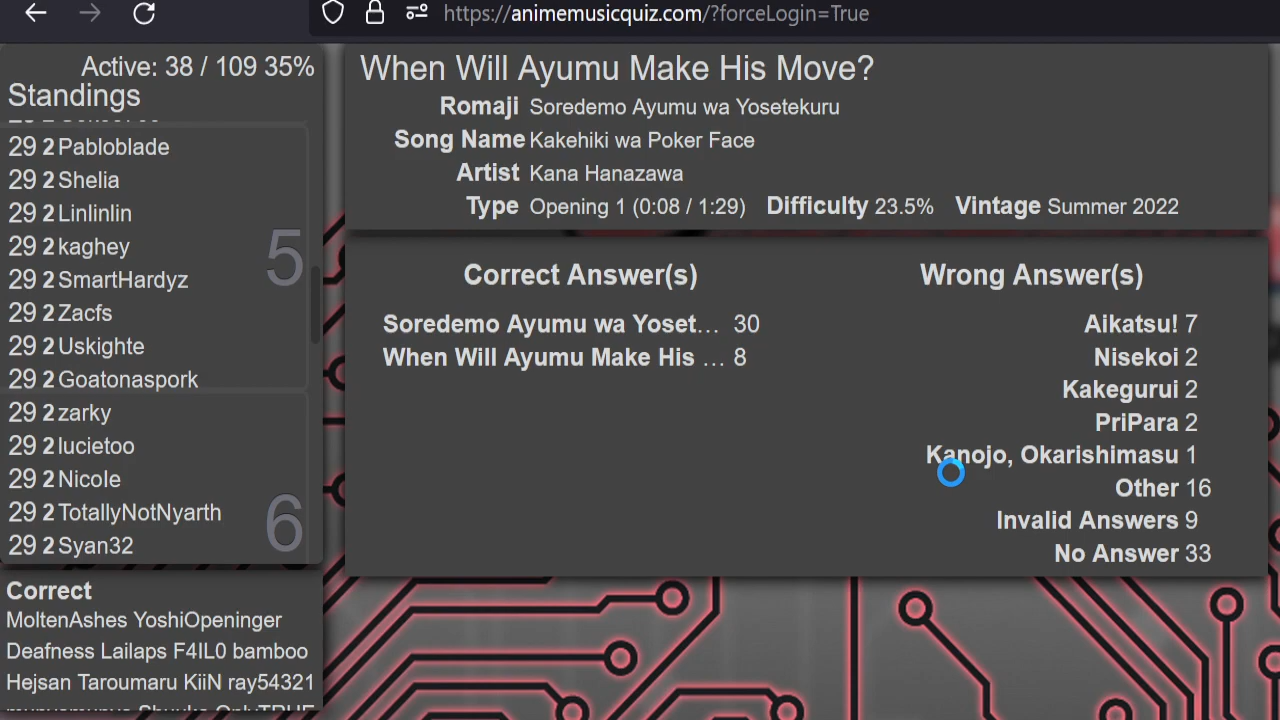 https://animemusicquiz.com/?forceLogin=True
Active: 38 / 109 35%
Standings
29 2 Pabloblade
29 2 Shelia
29 2 Linlinlin
29 2 kaghey
5
29 2 SmartHardyz
29 2 Zacfs
29 2 Uskighte
29 2 Goatonaspork
29 2 zarky
29 2 lucietoo
29 2 Nicole
29 2 TotallyNotNyarth
6
29 2 Syan32
Correct
MoltenAshes YoshiOpeninger
Deafness Lailaps F4IL0 bamboo
Hejsan Taroumaru KiiN ray54321
When Will Ayumu Make His Move?
Romaji Soredemo Ayumu wa Yosetekuru
Song Name Kakehiki wa Poker Face
Artist Kana Hanazawa
Type Opening 1 (0:08 / 1:29) Difficulty 23.5% Vintage Summer 2022
Correct Answer(s)
Soredemo Ayumu wa Yoset... 30
When Will Ayumu Make His ... 8
Wrong Answer(s)
Aikatsu! 7
Nisekoi 2
Kakegurui 2
PriPara 2
Kanojo, Okarishimasu 1
Other 16
Invalid Answers 9
No Answer 33